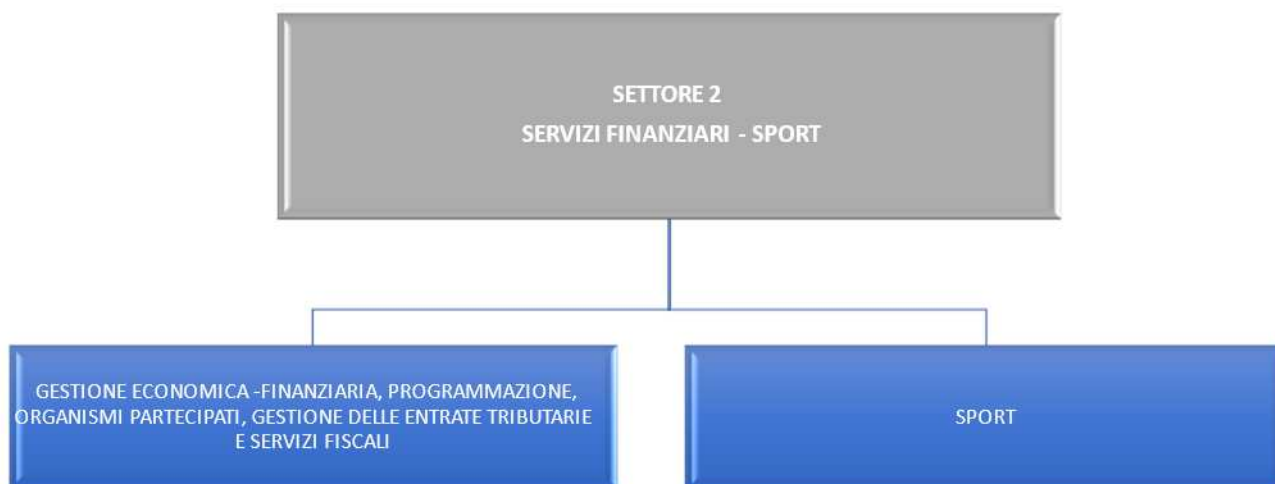 SETTORE 2
SERVIZI FINANZIARI - SPORT
GESTIONE ECONOMICA -FINANZIARIA, PROGRAMMAZIONE,
ORGANISMI PARTECIPATI, GESTIONE DELLE ENTRATE TRIBUTARIE
E SERVIZI FISCALI
SPORT